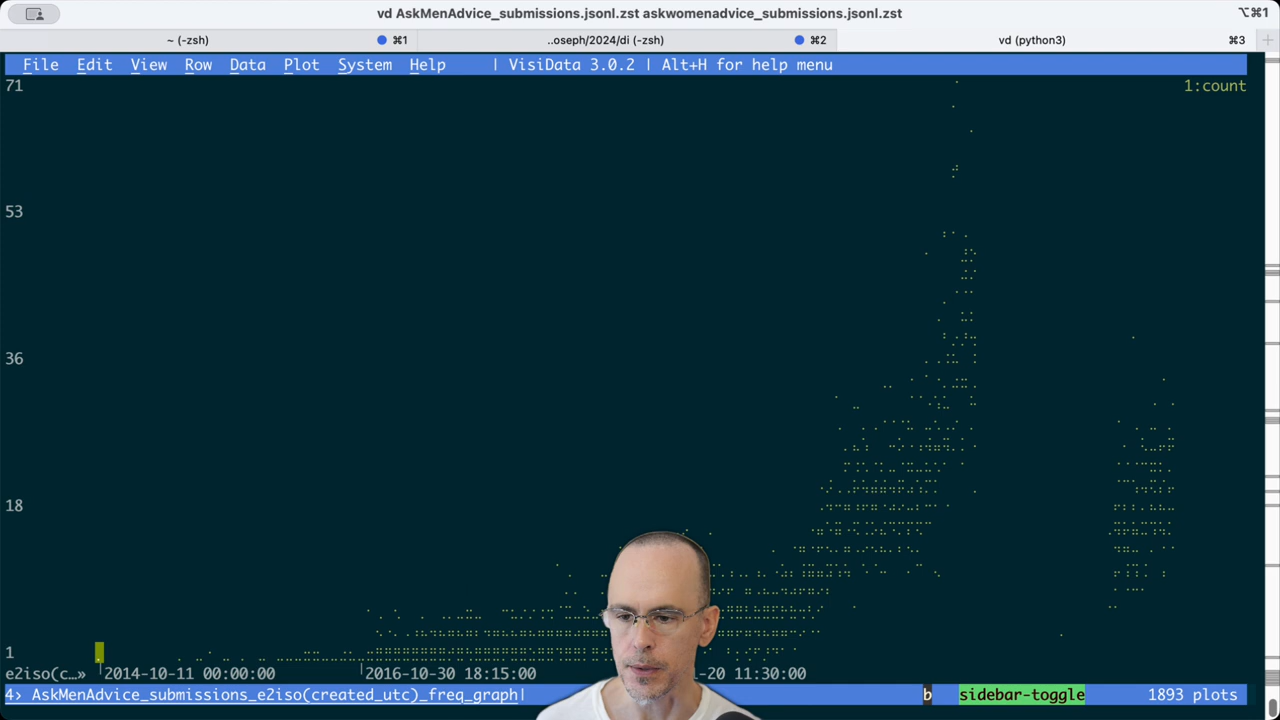 vd AskMenAdvice_submissions.jsonl.zst askwomenadvice_submissions.jsonl.zst
⌥⌘1
~ (-zsh) ⌘1 ..oseph/2024/di (-zsh) ⌘2 vd (python3) ⌘3
File Edit View Row Data Plot System Help | VisiData 3.0.2 | Alt+H for help menu
71 1:count
53
36
18
1
e2iso(c…» 2014-10-11 00:00:00 2016-10-30 18:15:00 -20 11:30:00
4› AskMenAdvice_submissions_e2iso(created_utc)_freq_graph| b sidebar-toggle 1893 plots